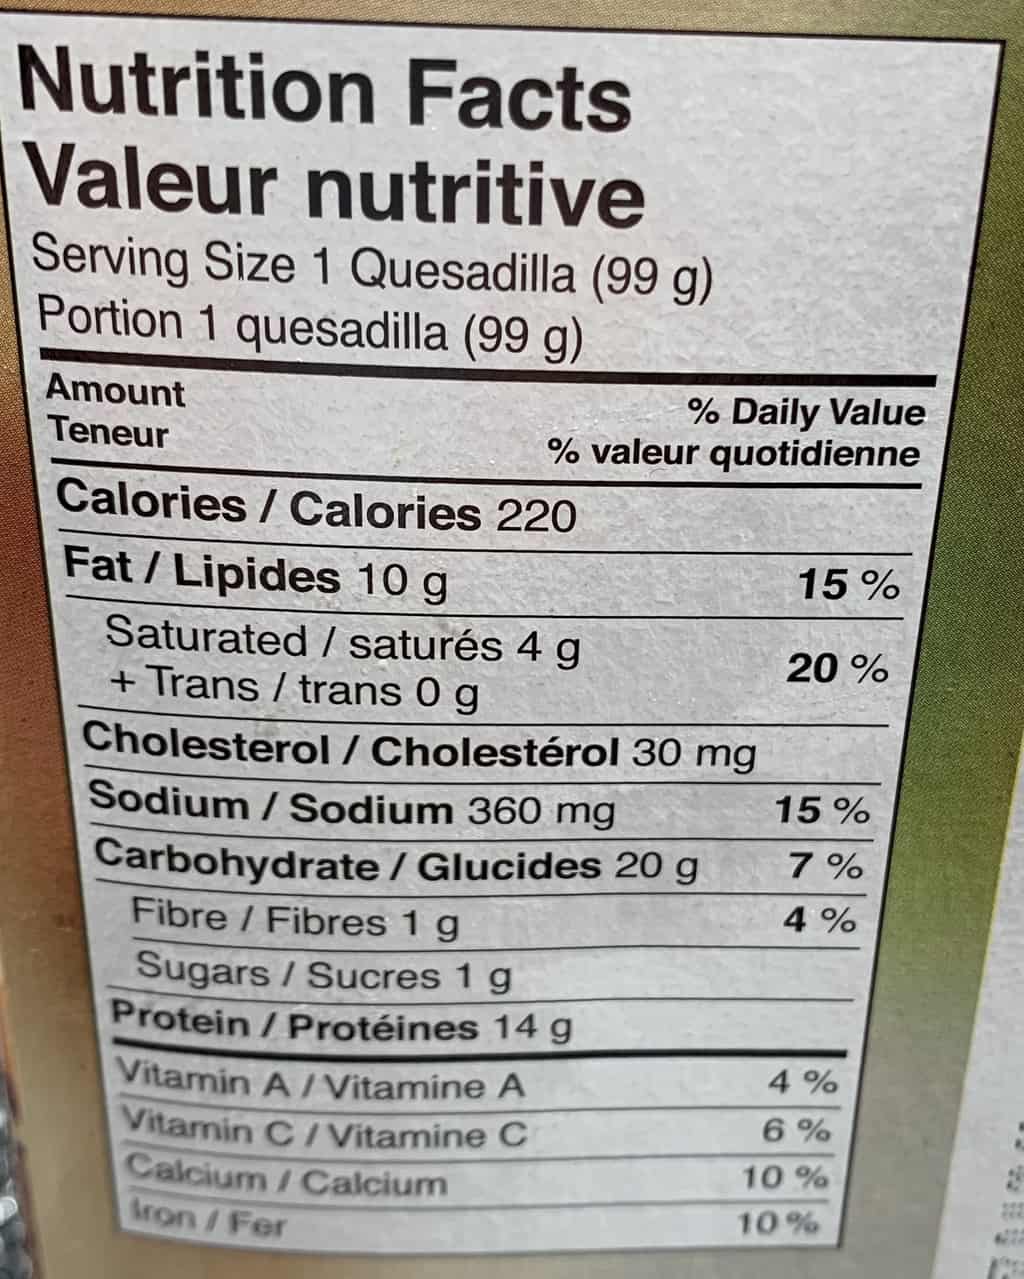 Nutrition Facts
Valeur nutritive
Serving Size 1 Quesadilla (99 g)
Portion 1 quesadilla (99 g)
Amount
Teneur
% Daily Value
% valeur quotidienne
Calories / Calories 220
Fat / Lipides 10 g 15 %
Saturated / saturés 4 g
+ Trans / trans 0 g
20 %
Cholesterol / Cholestérol 30 mg
Sodium / Sodium 360 mg 15 %
Carbohydrate / Glucides 20 g 7 %
Fibre / Fibres 1 g 4 %
Sugars / Sucres 1 g
Protein / Protéines 14 g
Vitamin A / Vitamine A 4 %
Vitamin C / Vitamine C 6 %
Calcium / Calcium 10 %
Iron / Fer 10 %